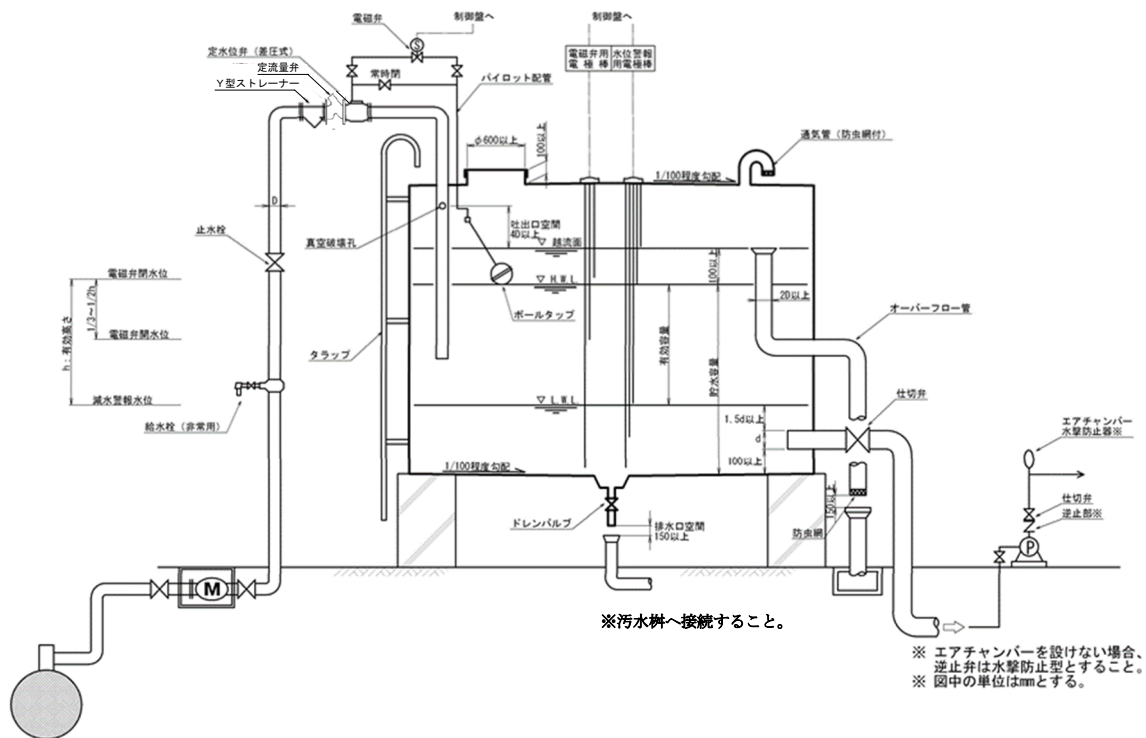 電磁弁
制御盤へ
制御盤へ
定水位弁（差圧式）
定流量弁
Y型ストレーナー
S
常時閉
パイロット配管
電磁弁用
電極棒
水位警報
用電極棒
φ600以上
100以上
1/100程度勾配
通気管（防虫網付）
D
止水栓
真空破壊孔
吐出口空間
4D以上
▽ 越流面
▽ H.W.L.
ボールタップ
100以上
2D以上
オーバーフロー管
電磁弁閉水位
電磁弁開水位
減水警報水位
h：有効高さ
1/3～1/2h
タラップ
有効容量
貯水容量
▽ L.W.L.
給水栓（非常用）
1.5d以上
d
100以上
仕切弁
エアチャンバー
水撃防止器※
1/100程度勾配
ドレンバルブ
排水口空間
150以上
150以上
防虫網
仕切弁
逆止部※
P
M
※汚水桝へ接続すること。
※ エアチャンバーを設けない場合、
逆止弁は水撃防止型とすること。
※ 図中の単位はmmとする。